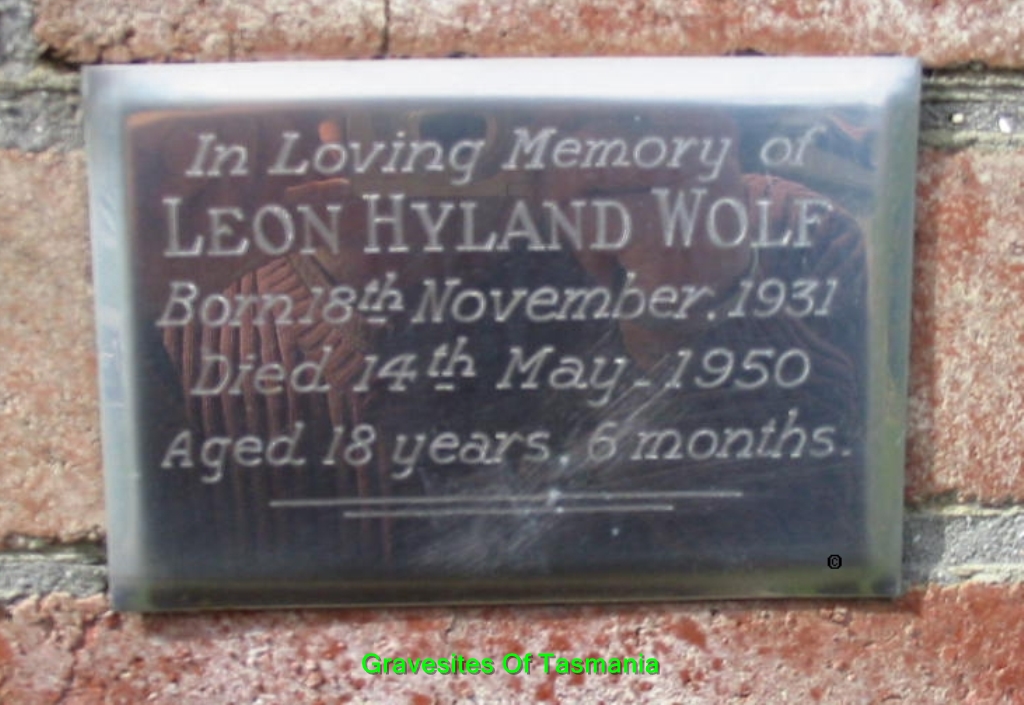 In Loving Memory of
LEON HYLAND WOLF
Born 18th November. 1931
Died 14th May - 1950
Aged 18 years. 6 months.
©
Gravesites Of Tasmania